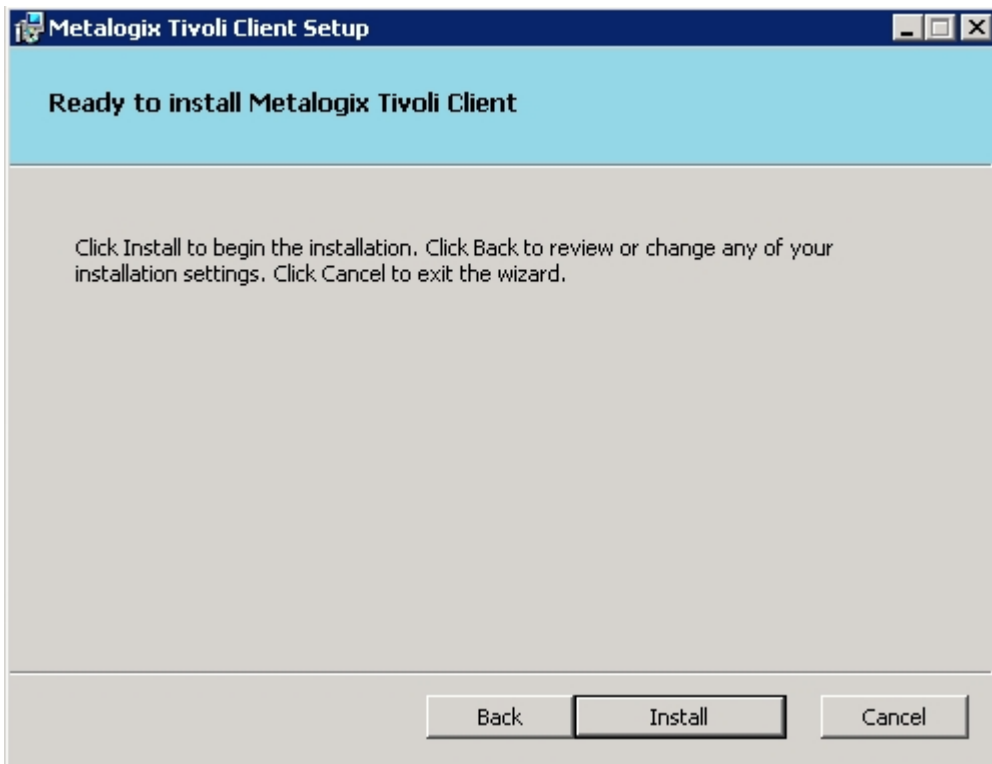 Metalogix Tivoli Client Setup
Ready to install Metalogix Tivoli Client
Click Install to begin the installation. Click Back to review or change any of your
installation settings. Click Cancel to exit the wizard.
Back Install Cancel